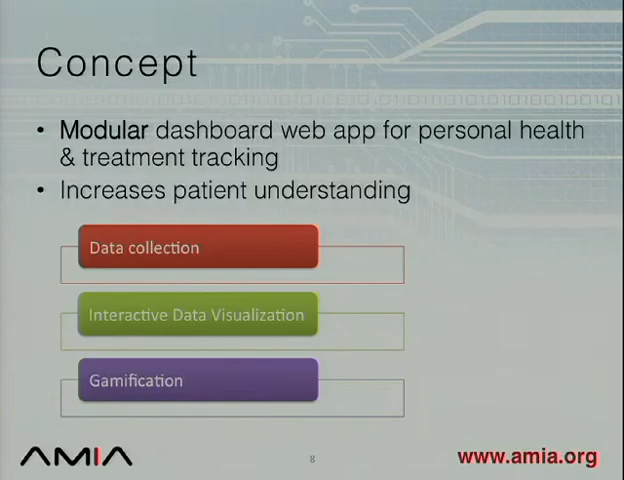 Concept
• Modular dashboard web app for personal health
& treatment tracking
• Increases patient understanding
Data collection
Interactive Data Visualization
Gamification
AMIA
8
www.amia.org